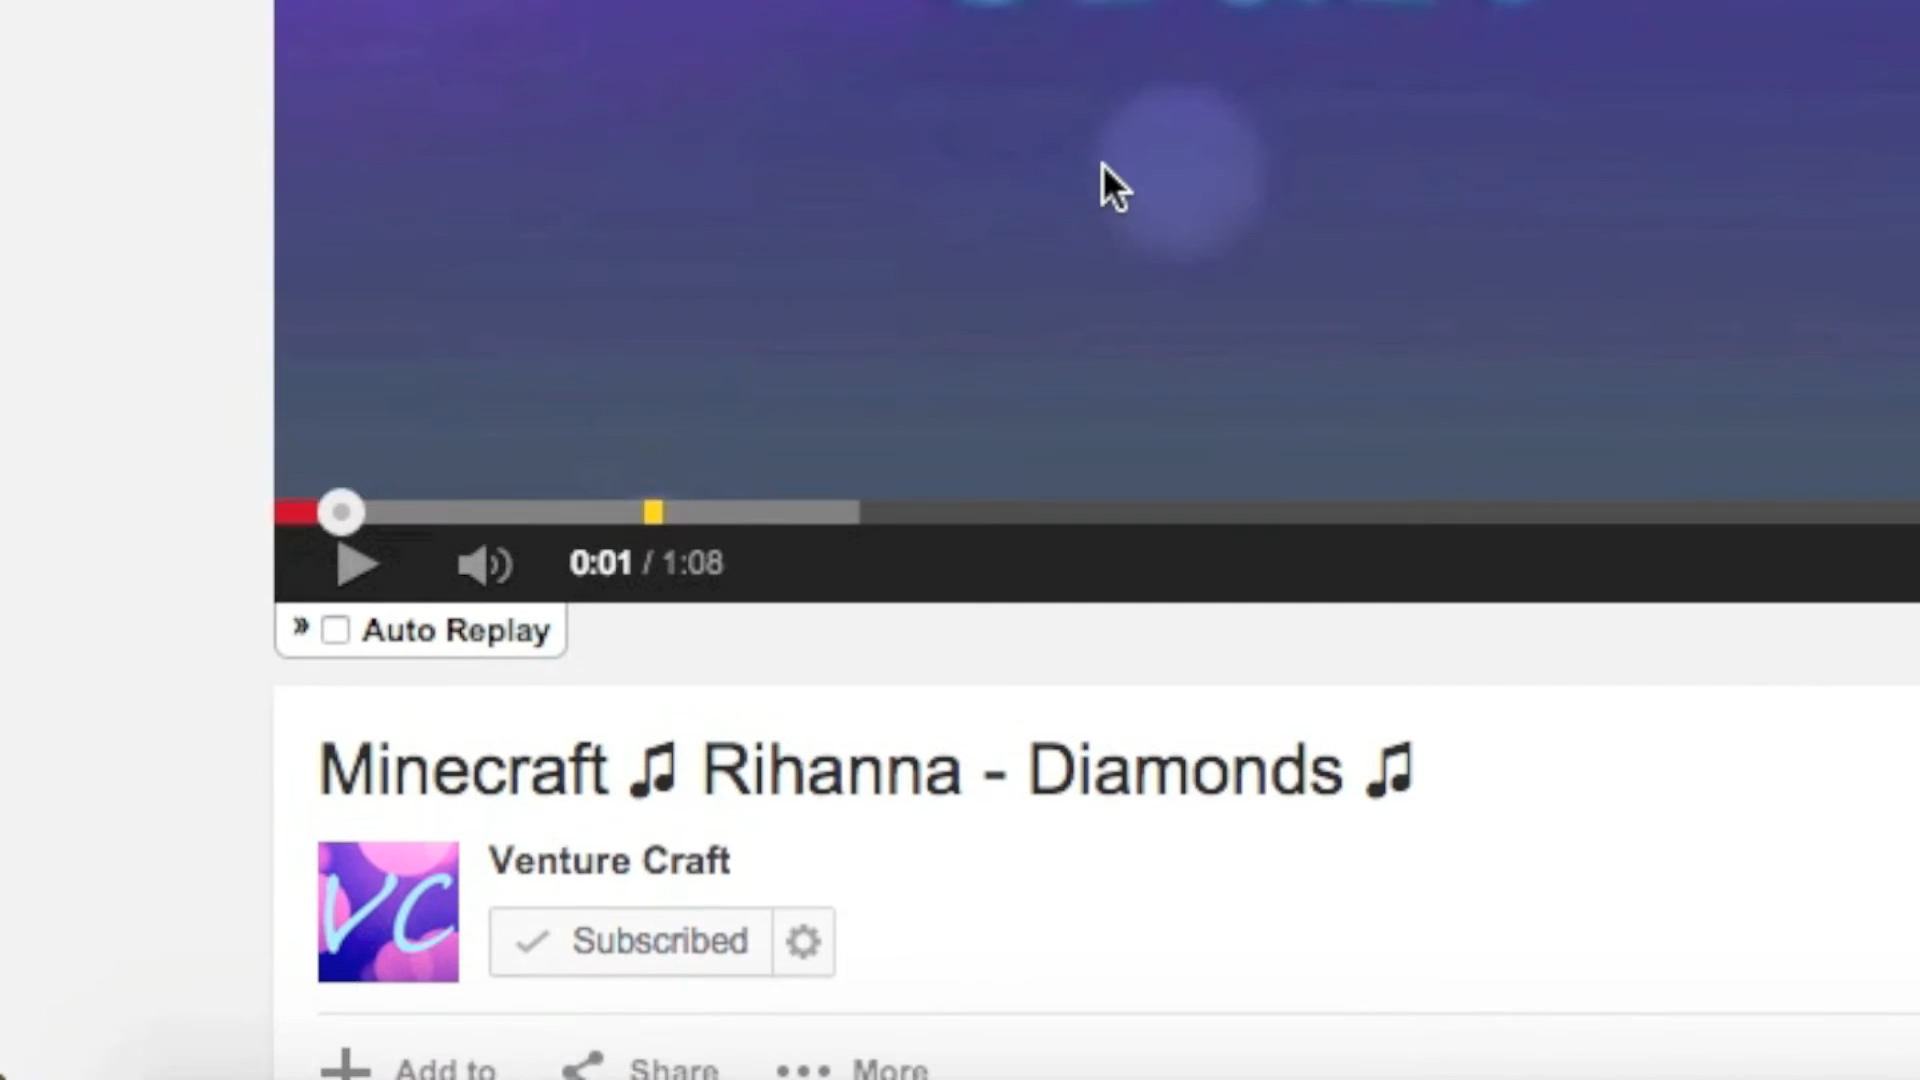 0:01 / 1:08
» Auto Replay
Minecraft ♫ Rihanna - Diamonds ♫
VC
Venture Craft
Subscribed
Add to Share More